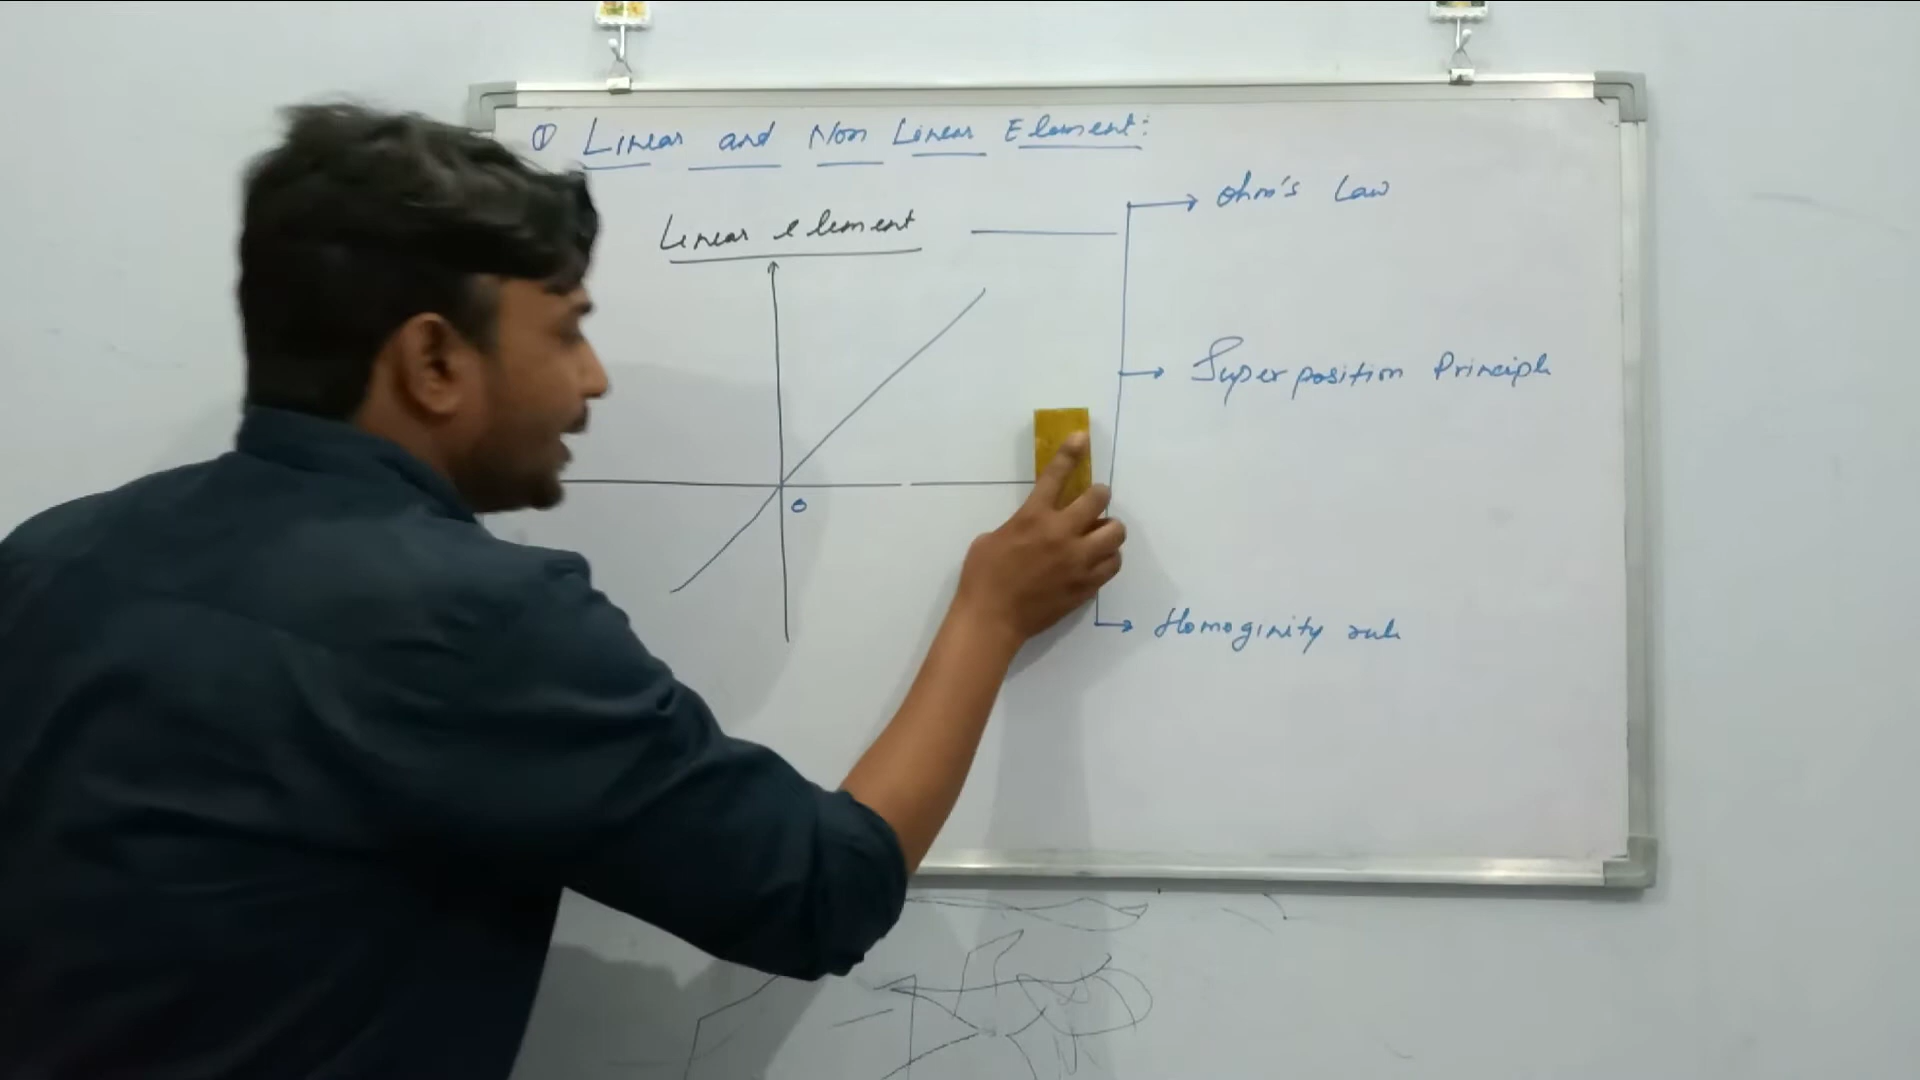 ① Linear and Non Linear Element:
Linear element
ohm's Law
Superposition Principle
o
Homoginity rule